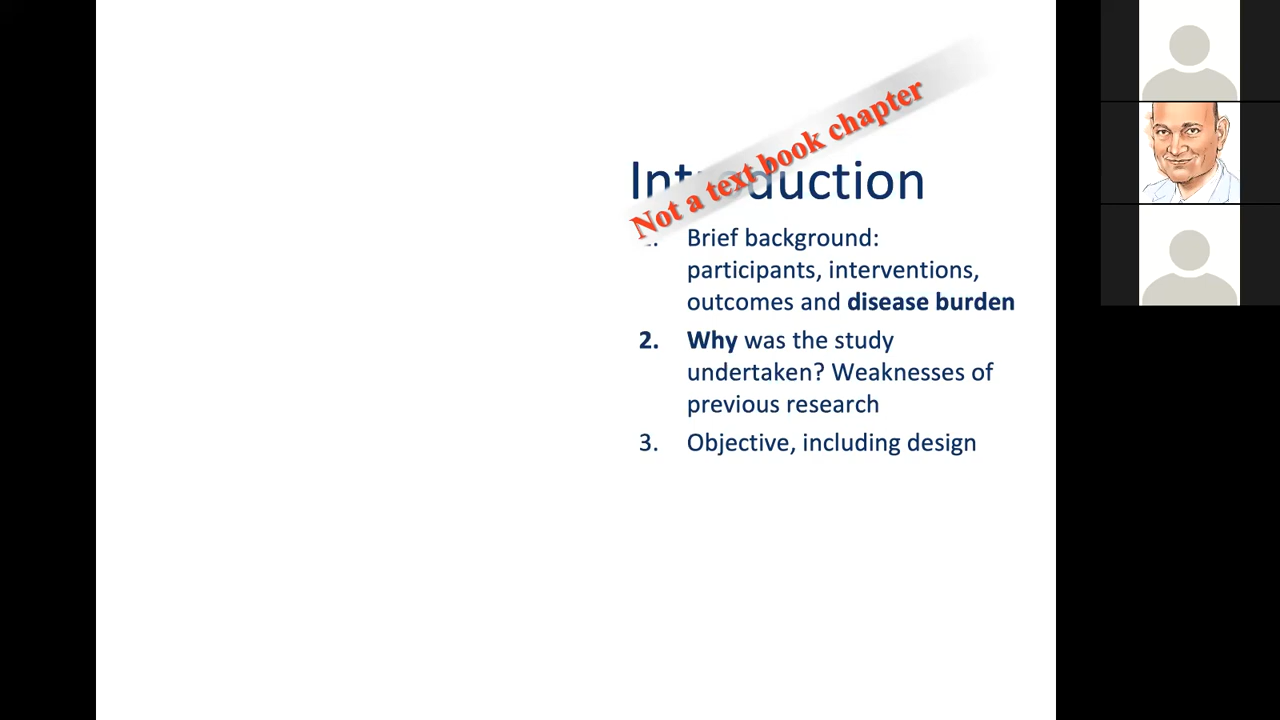 Not a text book chapter
Introduction
Brief background:
participants, interventions,
outcomes and disease burden
2. Why was the study
undertaken? Weaknesses of
previous research
3. Objective, including design